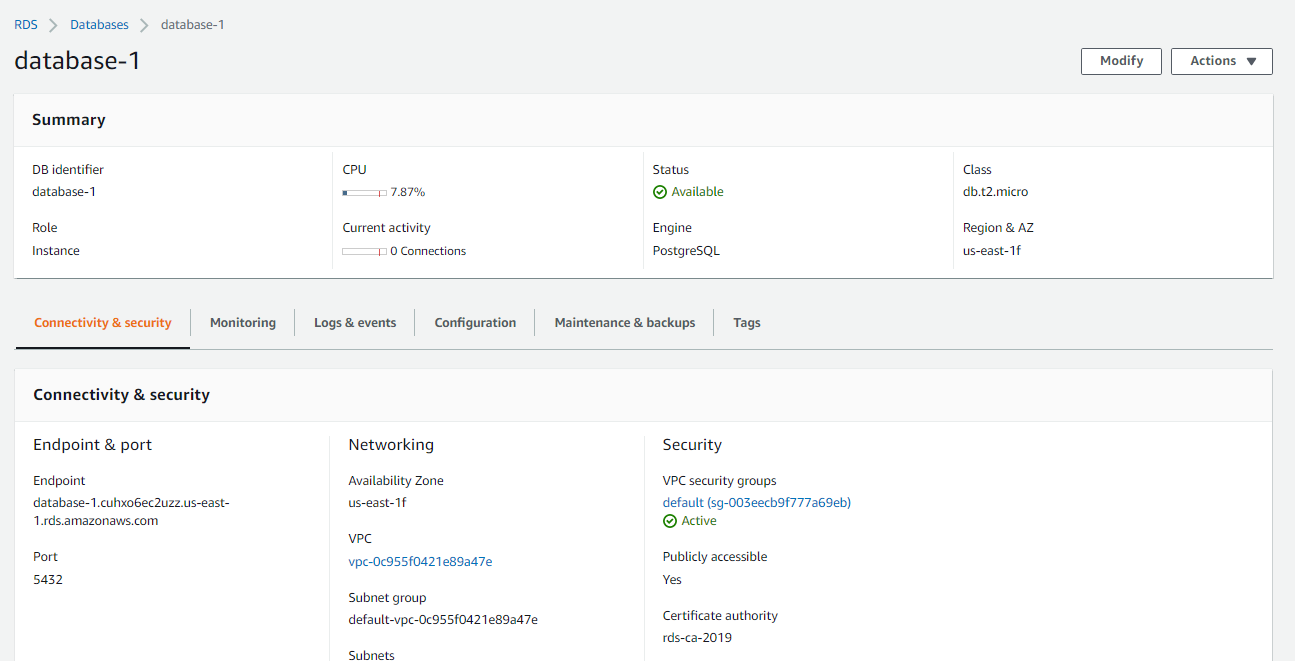 RDS Databases database-1
database-1
Modify Actions
Summary
DB identifier CPU Status Class
database-1 7.87% Available db.t2.micro
Role Current activity Engine Region & AZ
Instance 0 Connections PostgreSQL us-east-1f
Connectivity & security Monitoring Logs & events Configuration Maintenance & backups Tags
Connectivity & security
Endpoint & port
Endpoint
database-1.cuhxo6ec2uzz.us-east-
1.rds.amazonaws.com
Port
5432
Networking
Availability Zone
us-east-1f
VPC
vpc-0c955f0421e89a47e
Subnet group
default-vpc-0c955f0421e89a47e
Subnets
Security
VPC security groups
default (sg-003eecb9f777a69eb)
Active
Publicly accessible
Yes
Certificate authority
rds-ca-2019